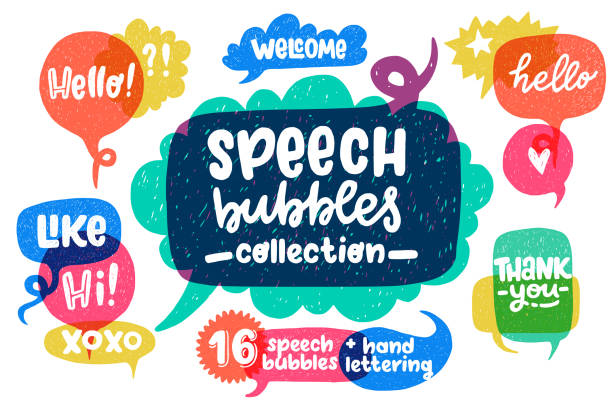 Hello!
?!
WELCOME
hello
SPEECH
bubbles
collection
LIKE
Hi!
XOXO
THANK
you
16
speech
bubbles
+ hand
lettering